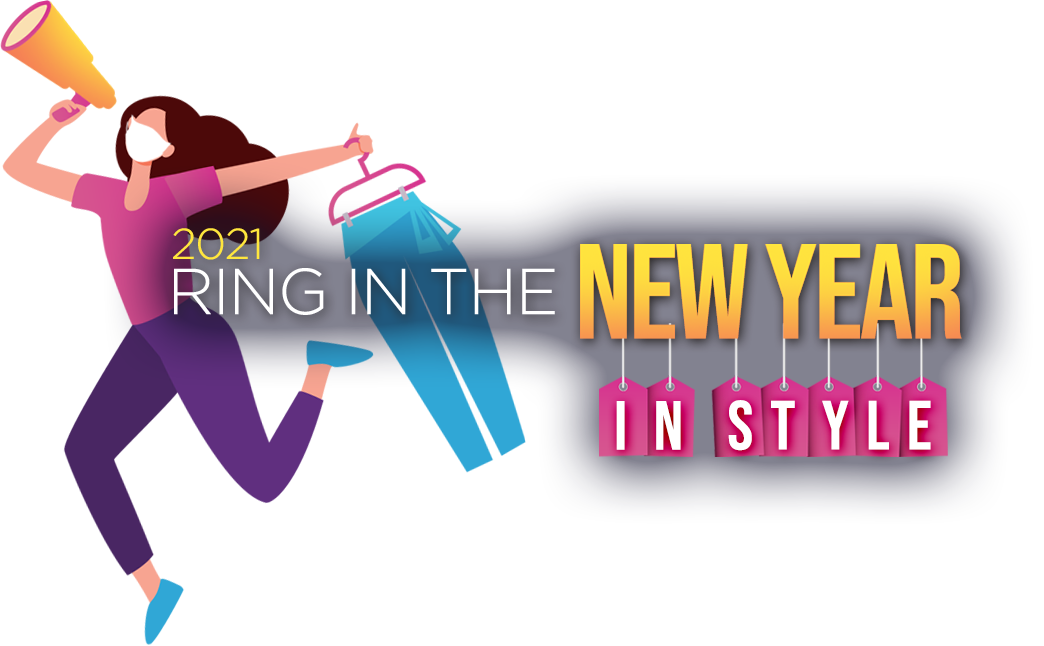 2021
RING IN THE NEW YEAR
IN STYLE